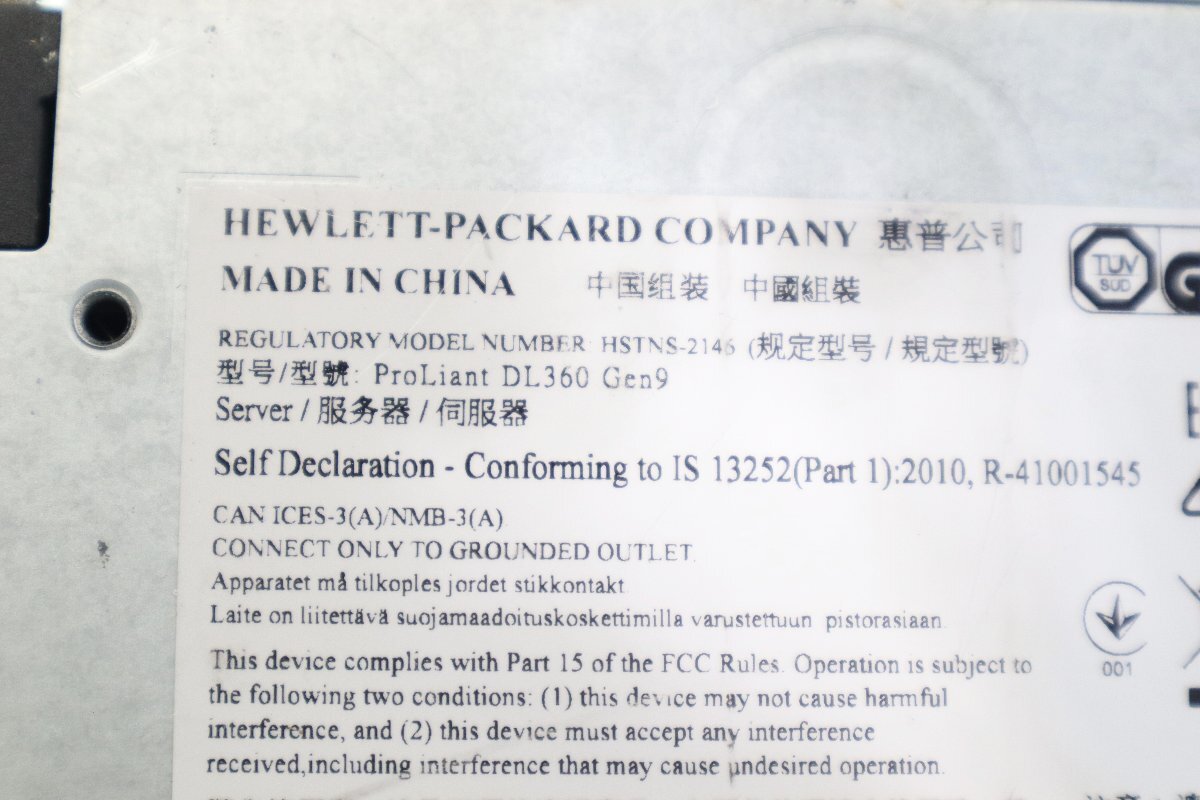 HEWLETT-PACKARD COMPANY 惠普公司
MADE IN CHINA 中国组装 中國組裝
REGULATORY MODEL NUMBER: HSTNS-2146 (规定型号 / 規定型號)
型号/型號: ProLiant DL360 Gen9
Server / 服务器 / 伺服器
Self Declaration - Conforming to IS 13252(Part 1):2010, R-41001545
CAN ICES-3(A)/NMB-3(A)
CONNECT ONLY TO GROUNDED OUTLET.
Apparatet må tilkoples jordet stikkontakt.
Laite on liitettävä suojamaadoituskoskettimilla varustettuun pistorasiaan.
This device complies with Part 15 of the FCC Rules. Operation is subject to
the following two conditions: (1) this device may not cause harmful
interference, and (2) this device must accept any interference
received,including interference that may cause undesired operation.
TUV
SUD
001